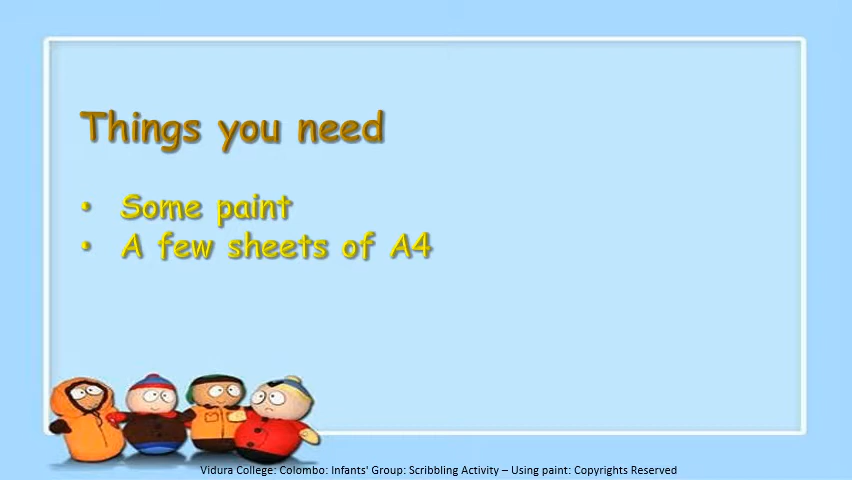 Things you need
• Some paint
• A few sheets of A4
Vidura College: Colombo: Infants' Group: Scribbling Activity – Using paint: Copyrights Reserved